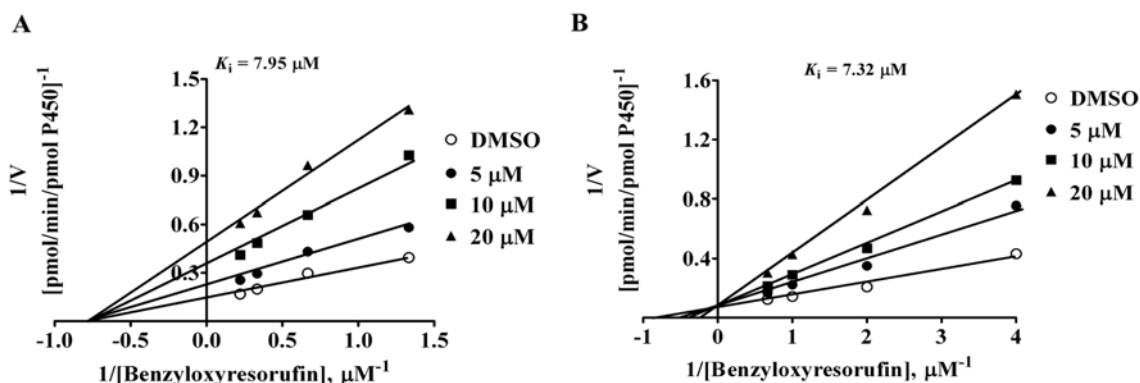 A
K_i = 7.95 μM
1/V
[pmol/min/pmol P450]^-1
1.5
1.2
0.9
0.6
0.3
-1.0 -0.5 0.0 0.5 1.0 1.5
1/[Benzyloxyresorufin], μM^-1
DMSO
5 μM
10 μM
20 μM
B
K_i = 7.32 μM
1/V
[pmol/min/pmol P450]^-1
1.6
1.2
0.8
0.4
-1 0 1 2 3 4
1/[Benzyloxyresorufin], μM^-1
DMSO
5 μM
10 μM
20 μM